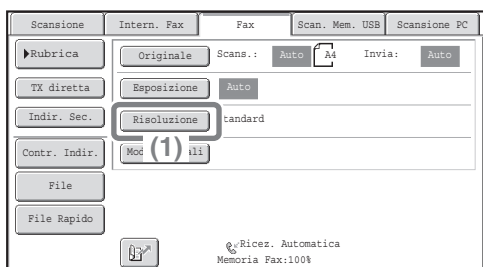 Scansione Intern. Fax Fax Scan. Mem. USB Scansione PC
Rubrica Originale Scans.: Auto A4 Invia: Auto
TX diretta Esposizione Auto
Indir. Sec. Risoluzione tandard
Contr. Indir. Mod (1) ali
File
File Rapido
Ricez. Automatica
Memoria Fax:100%